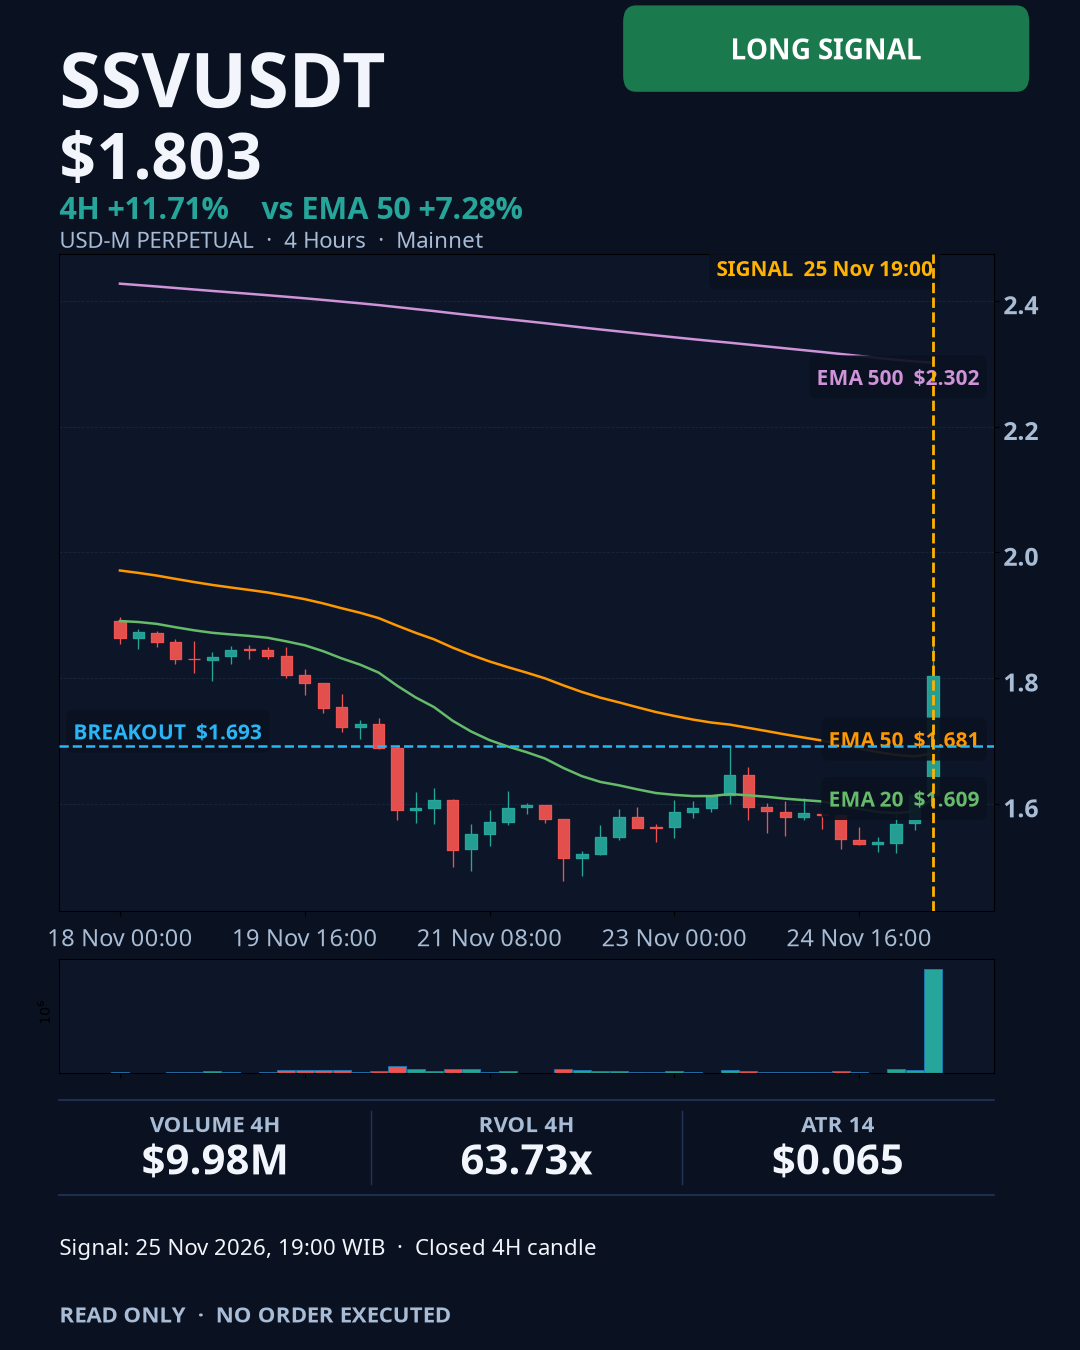 LONG SIGNAL
SSVUSDT
$1.803
4H +11.71% vs EMA 50 +7.28%
USD-M PERPETUAL · 4 Hours · Mainnet
SIGNAL 25 Nov 19:00
2.4
EMA 500 $2.302
2.2
2.0
1.8
BREAKOUT $1.693
EMA 50 $1.681
EMA 20 $1.609
1.6
18 Nov 00:00 19 Nov 16:00 21 Nov 08:00 23 Nov 00:00 24 Nov 16:00
10⁶
VOLUME 4H RVOL 4H ATR 14
$9.98M 63.73x $0.065
Signal: 25 Nov 2026, 19:00 WIB · Closed 4H candle
READ ONLY · NO ORDER EXECUTED